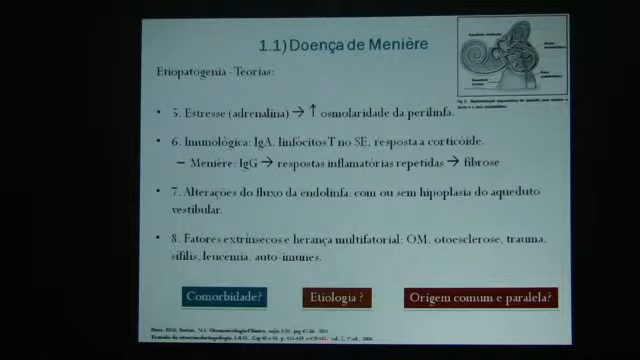 1.1) Doença de Menière
Etiopatogenia - Teorias:
• 5. Estresse (adrenalina) → ↑ osmolaridade da perilinfa.
• 6. Imunológica: IgA, linfócitos T no SE, resposta a corticóide.
– Menière: IgG → respostas inflamatórias repetidas → fibrose
• 7. Alterações do fluxo da endolinfa: com ou sem hipoplasia do aqueduto
vestibular.
• 8. Fatores extrínsecos e herança multifatorial: OM, otoesclerose, trauma,
sífilis, leucemia, auto-imunes.
Comorbidade?
Etiologia ?
Origem comum e paralela?